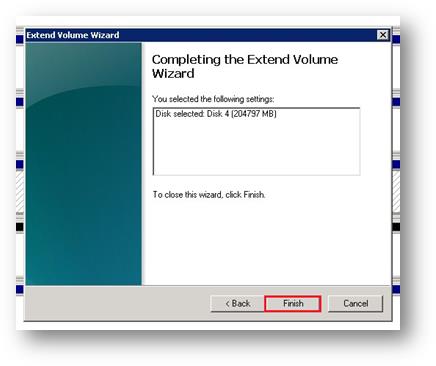 Extend Volume Wizard
Completing the Extend Volume
Wizard
You selected the following settings:
Disk selected: Disk 4 (204797 MB)
To close this wizard, click Finish.
< Back
Finish
Cancel